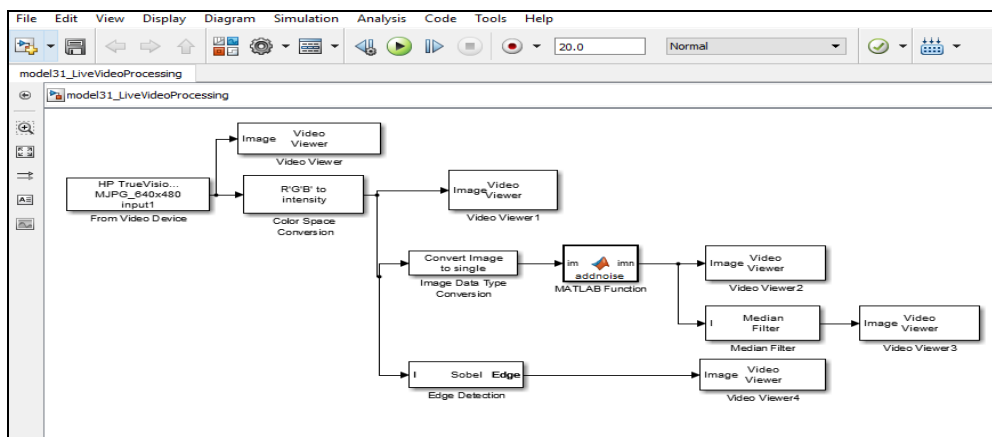 File Edit View Display Diagram Simulation Analysis Code Tools Help
20.0 Normal
model31_LiveVideoProcessing
model31_LiveVideoProcessing
Image Video Viewer
Video Viewer
HP TrueVisio...
MJPG_640x480
input1
From Video Device
R'G'B' to
intensity
Color Space
Conversion
Image Video Viewer
Video Viewer1
Convert Image
to single
Image Data Type
Conversion
im imn
addnoise
MATLAB Function
Image Video Viewer
Video Viewer2
I Median
Filter
Median Filter
Image Video Viewer
Video Viewer3
I Sobel Edge
Edge Detection
Image Video Viewer
Video Viewer4